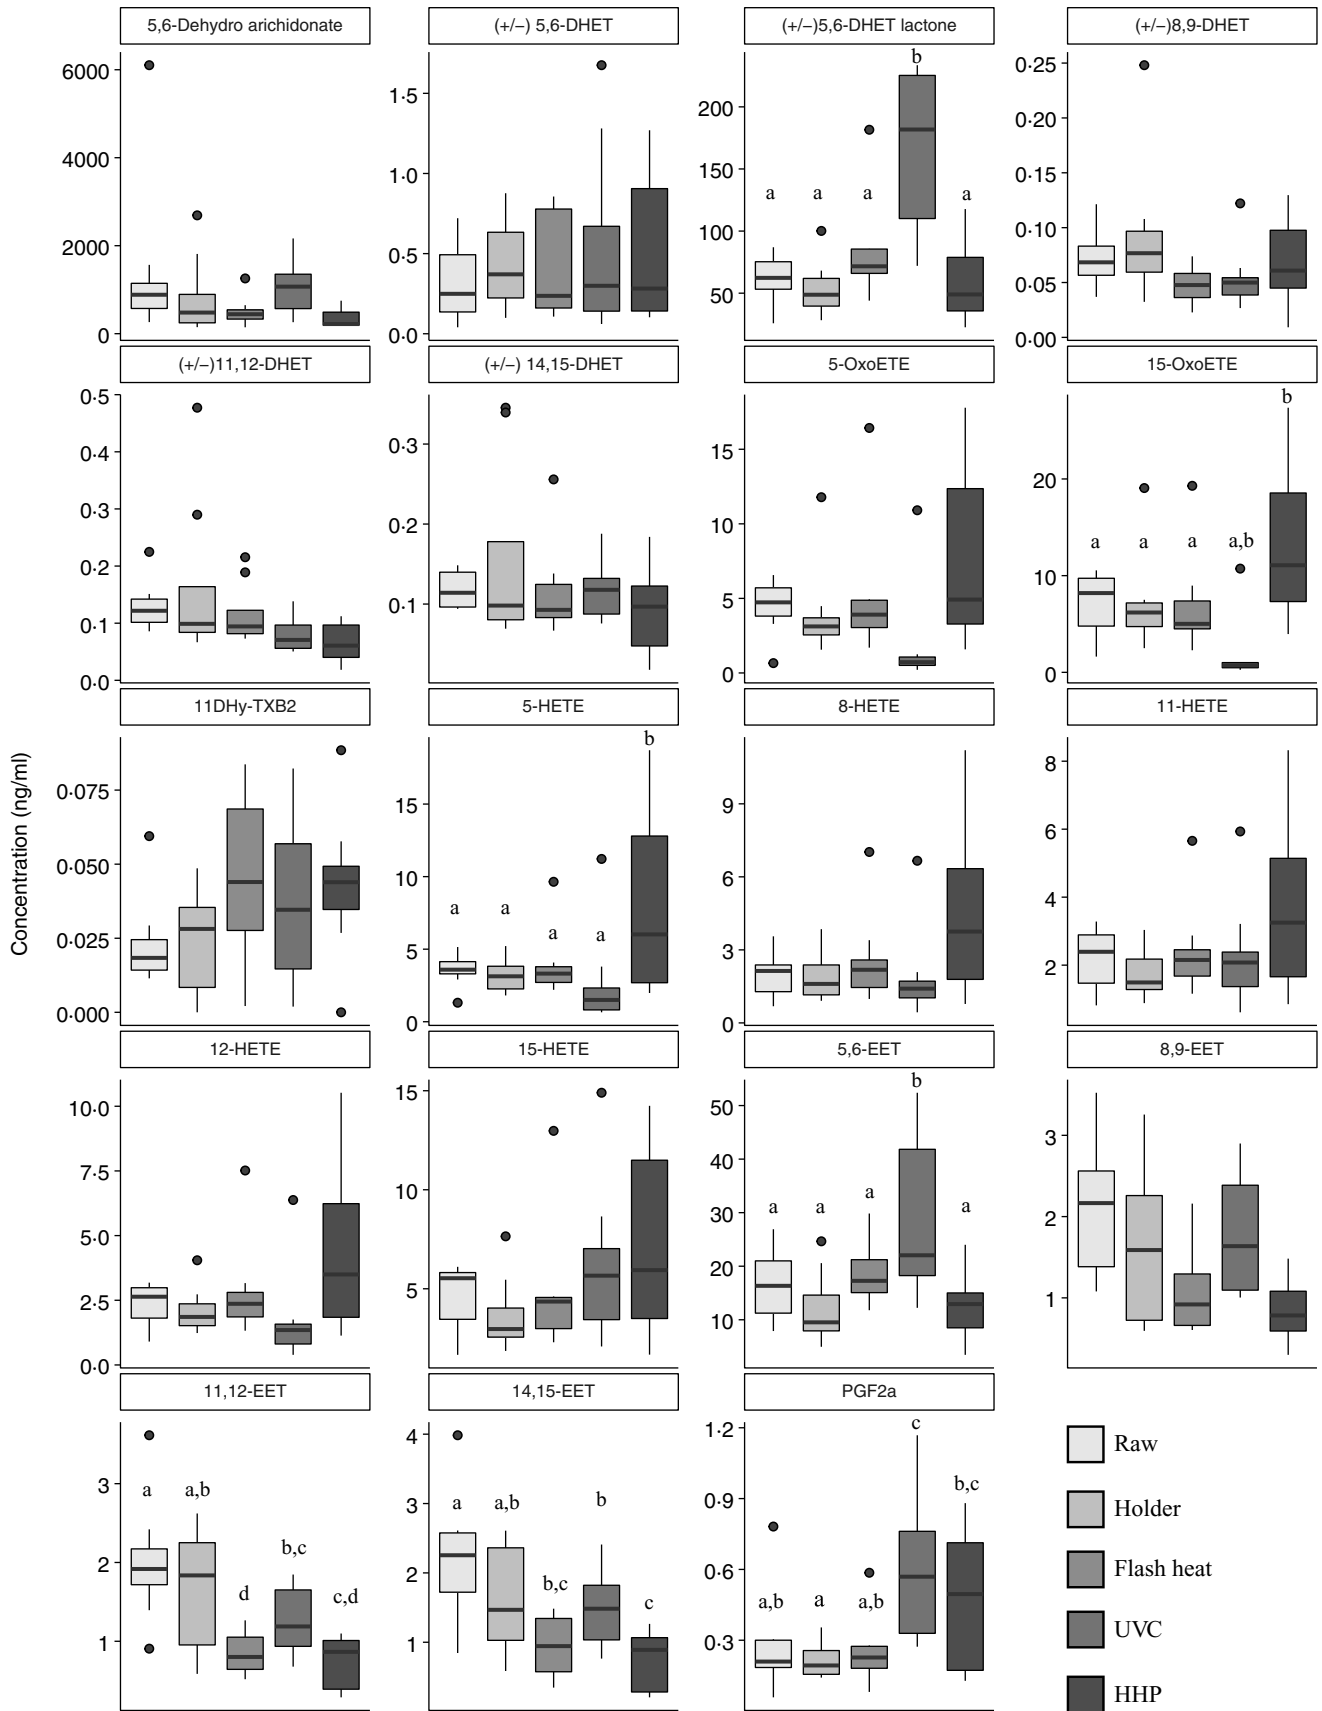 5,6-Dehydro arichidonate
(+/−) 5,6-DHET
(+/−)5,6-DHET lactone
(+/−)8,9-DHET
6000
4000
2000
0
1·5
1·0
0·5
0·0
200
150
100
50
a
a
a
b
a
0·25
0·20
0·15
0·10
0·05
0·00
(+/−)11,12-DHET
(+/−) 14,15-DHET
5-OxoETE
15-OxoETE
0·5
0·4
0·3
0·2
0·1
0·0
0·3
0·2
0·1
15
10
5
0
20
10
0
a
a
a
a,b
b
11DHy-TXB2
5-HETE
8-HETE
11-HETE
Concentration (ng/ml)
0·075
0·050
0·025
0·000
15
10
5
0
a
a
a
a
b
9
6
3
0
8
6
4
2
12-HETE
15-HETE
5,6-EET
8,9-EET
10·0
7·5
5·0
2·5
0·0
15
10
5
50
40
30
20
10
a
a
a
b
a
3
2
1
11,12-EET
14,15-EET
PGF2a
3
2
1
a
a,b
d
b,c
c,d
4
3
2
1
a
a,b
b,c
b
c
1·2
0·9
0·6
0·3
a,b
a
a,b
c
b,c
Raw
Holder
Flash heat
UVC
HHP